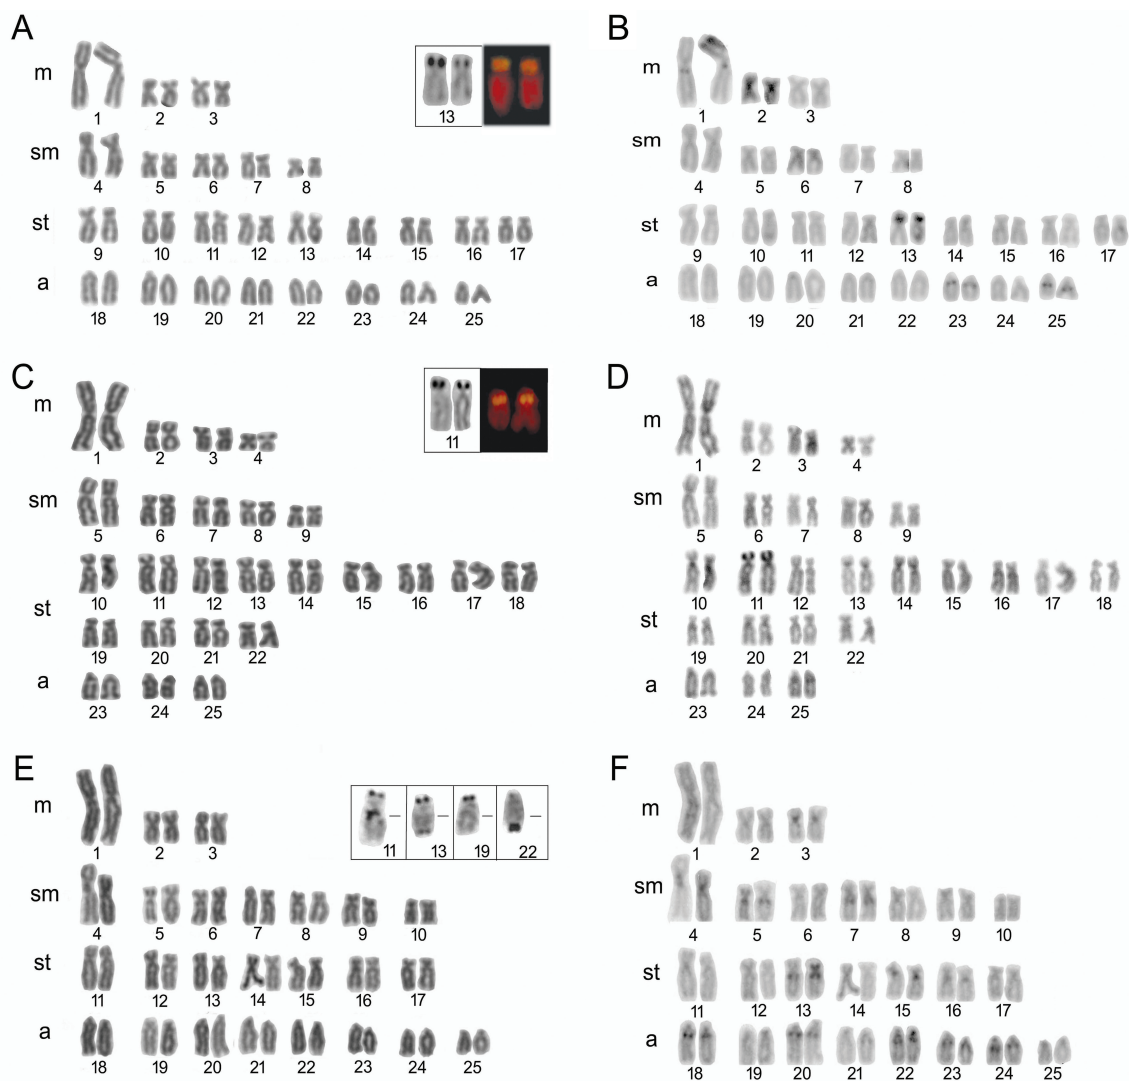 A
m
1 2 3
13
sm
4 5 6 7 8
st
9 10 11 12 13 14 15 16 17
a
18 19 20 21 22 23 24 25
B
m
1 2 3
sm
4 5 6 7 8
st
9 10 11 12 13 14 15 16 17
a
18 19 20 21 22 23 24 25
C
m
1 2 3 4
11
sm
5 6 7 8 9
10 11 12 13 14 15 16 17 18
st
19 20 21 22
a
23 24 25
D
m
1 2 3 4
sm
5 6 7 8 9
10 11 12 13 14 15 16 17 18
st
19 20 21 22
a
23 24 25
E
m
1 2 3
11 13 19 22
sm
4 5 6 7 8 9 10
st
11 12 13 14 15 16 17
a
18 19 20 21 22 23 24 25
F
m
1 2 3
sm
4 5 6 7 8 9 10
st
11 12 13 14 15 16 17
a
18 19 20 21 22 23 24 25